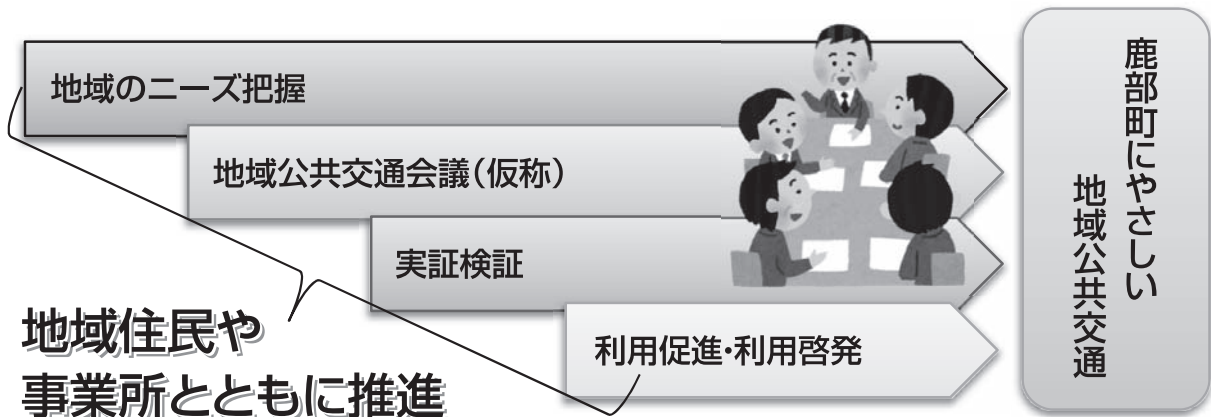 地域のニーズ把握
地域公共交通会議（仮称）
実証検証
利用促進・利用啓発
地域住民や
事業所とともに推進
鹿部町にやさしい
地域公共交通